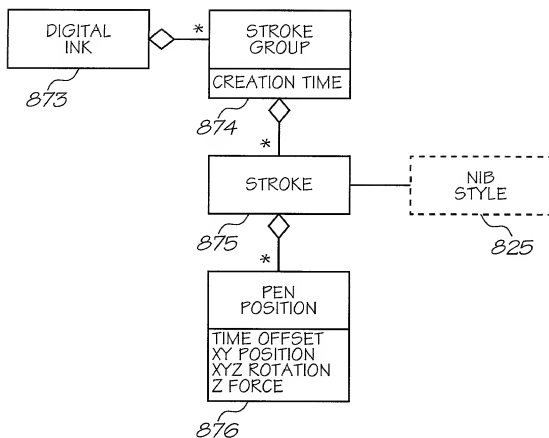 DIGITAL
INK
*
STROKE
GROUP
CREATION TIME
873
874
*
STROKE
NIB
STYLE
875
825
*
PEN
POSITION
TIME OFFSET
XY POSITION
XYZ ROTATION
Z FORCE
876